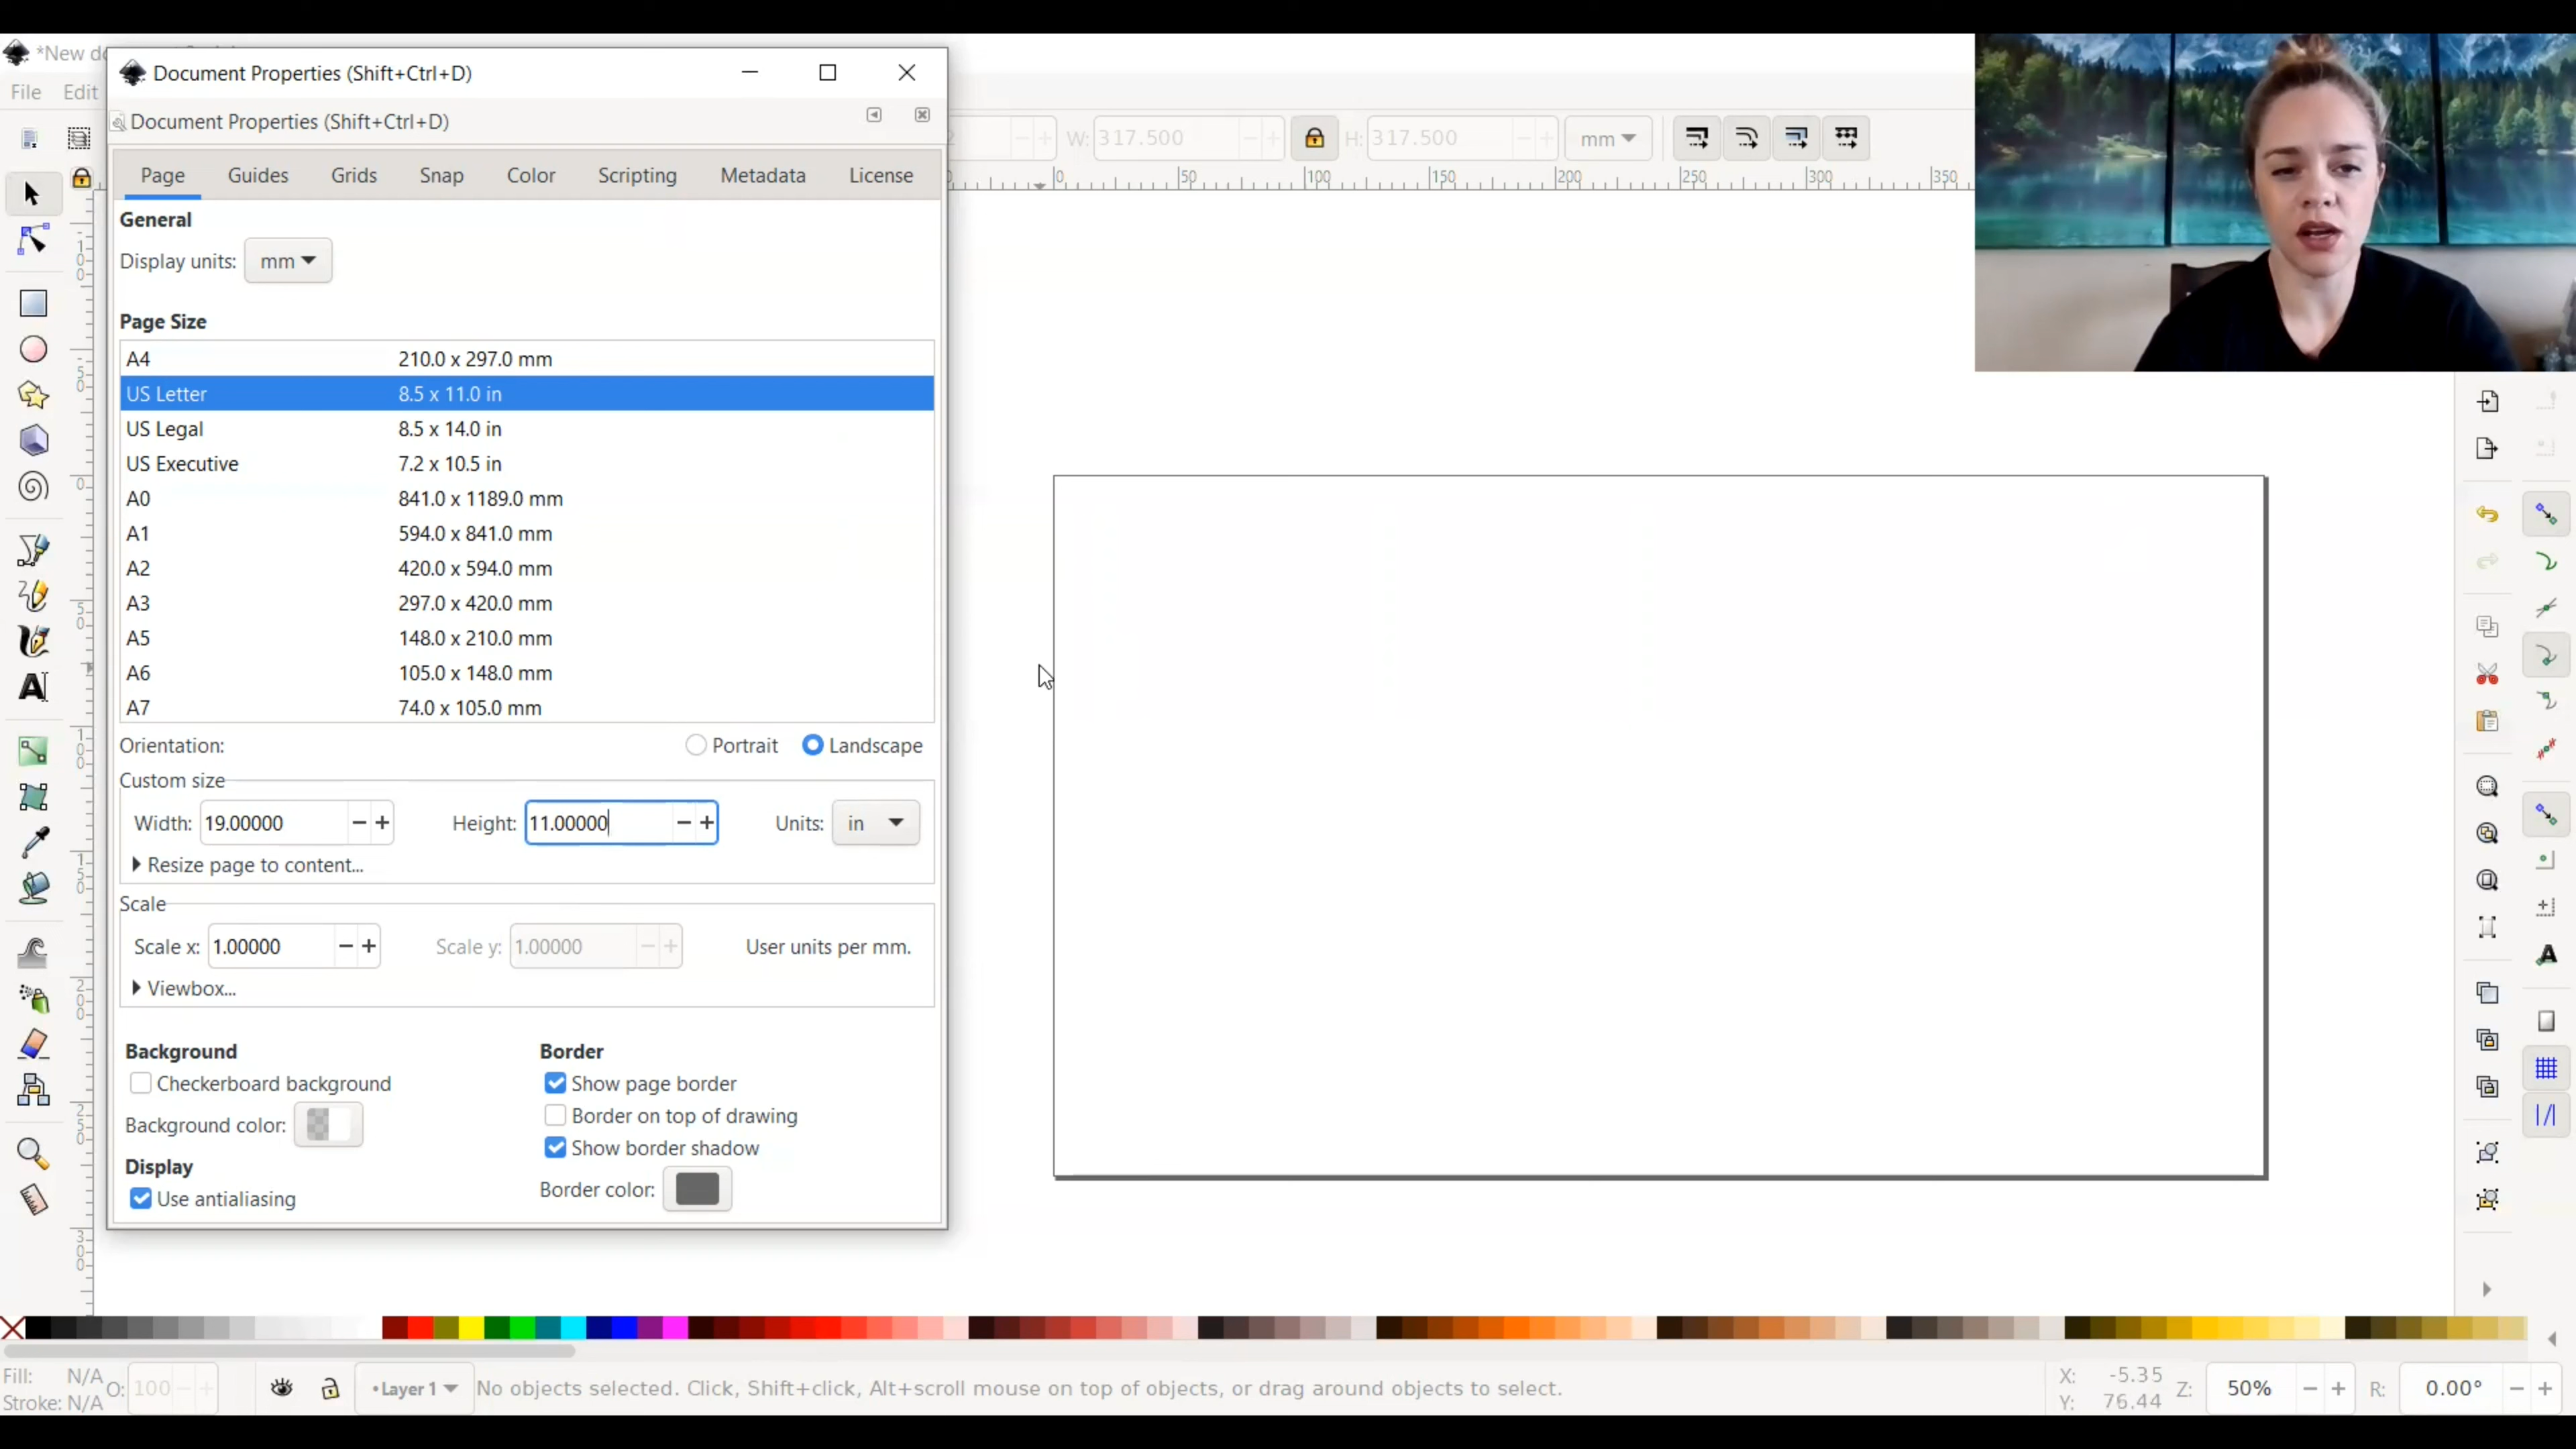 *New do
File Edit
Document Properties (Shift+Ctrl+D)
Document Properties (Shift+Ctrl+D)
W: 317.500 H: 317.500 mm
Page Guides Grids Snap Color Scripting Metadata License
0 50 100 150 200 250 300 350
General
Display units: mm
Page Size
A4 210.0 x 297.0 mm
US Letter 8.5 x 11.0 in
US Legal 8.5 x 14.0 in
US Executive 7.2 x 10.5 in
A0 841.0 x 1189.0 mm
A1 594.0 x 841.0 mm
A2 420.0 x 594.0 mm
A3 297.0 x 420.0 mm
A5 148.0 x 210.0 mm
A6 105.0 x 148.0 mm
A7 74.0 x 105.0 mm
Orientation: Portrait Landscape
Custom size
Width: 19.00000 Height: 11.00000 Units: in
Resize page to content...
Scale
Scale x: 1.00000 Scale y: 1.00000 User units per mm.
Viewbox...
Background Border
Checkerboard background Show page border
Background color: Border on top of drawing
Display Show border shadow
Use antialiasing Border color:
Fill: N/A O: 100 Layer 1 No objects selected. Click, Shift+click, Alt+scroll mouse on top of objects, or drag around objects to select. X: -5.35 Z: 50% R: 0.00°
Stroke: N/A Y: 76.44